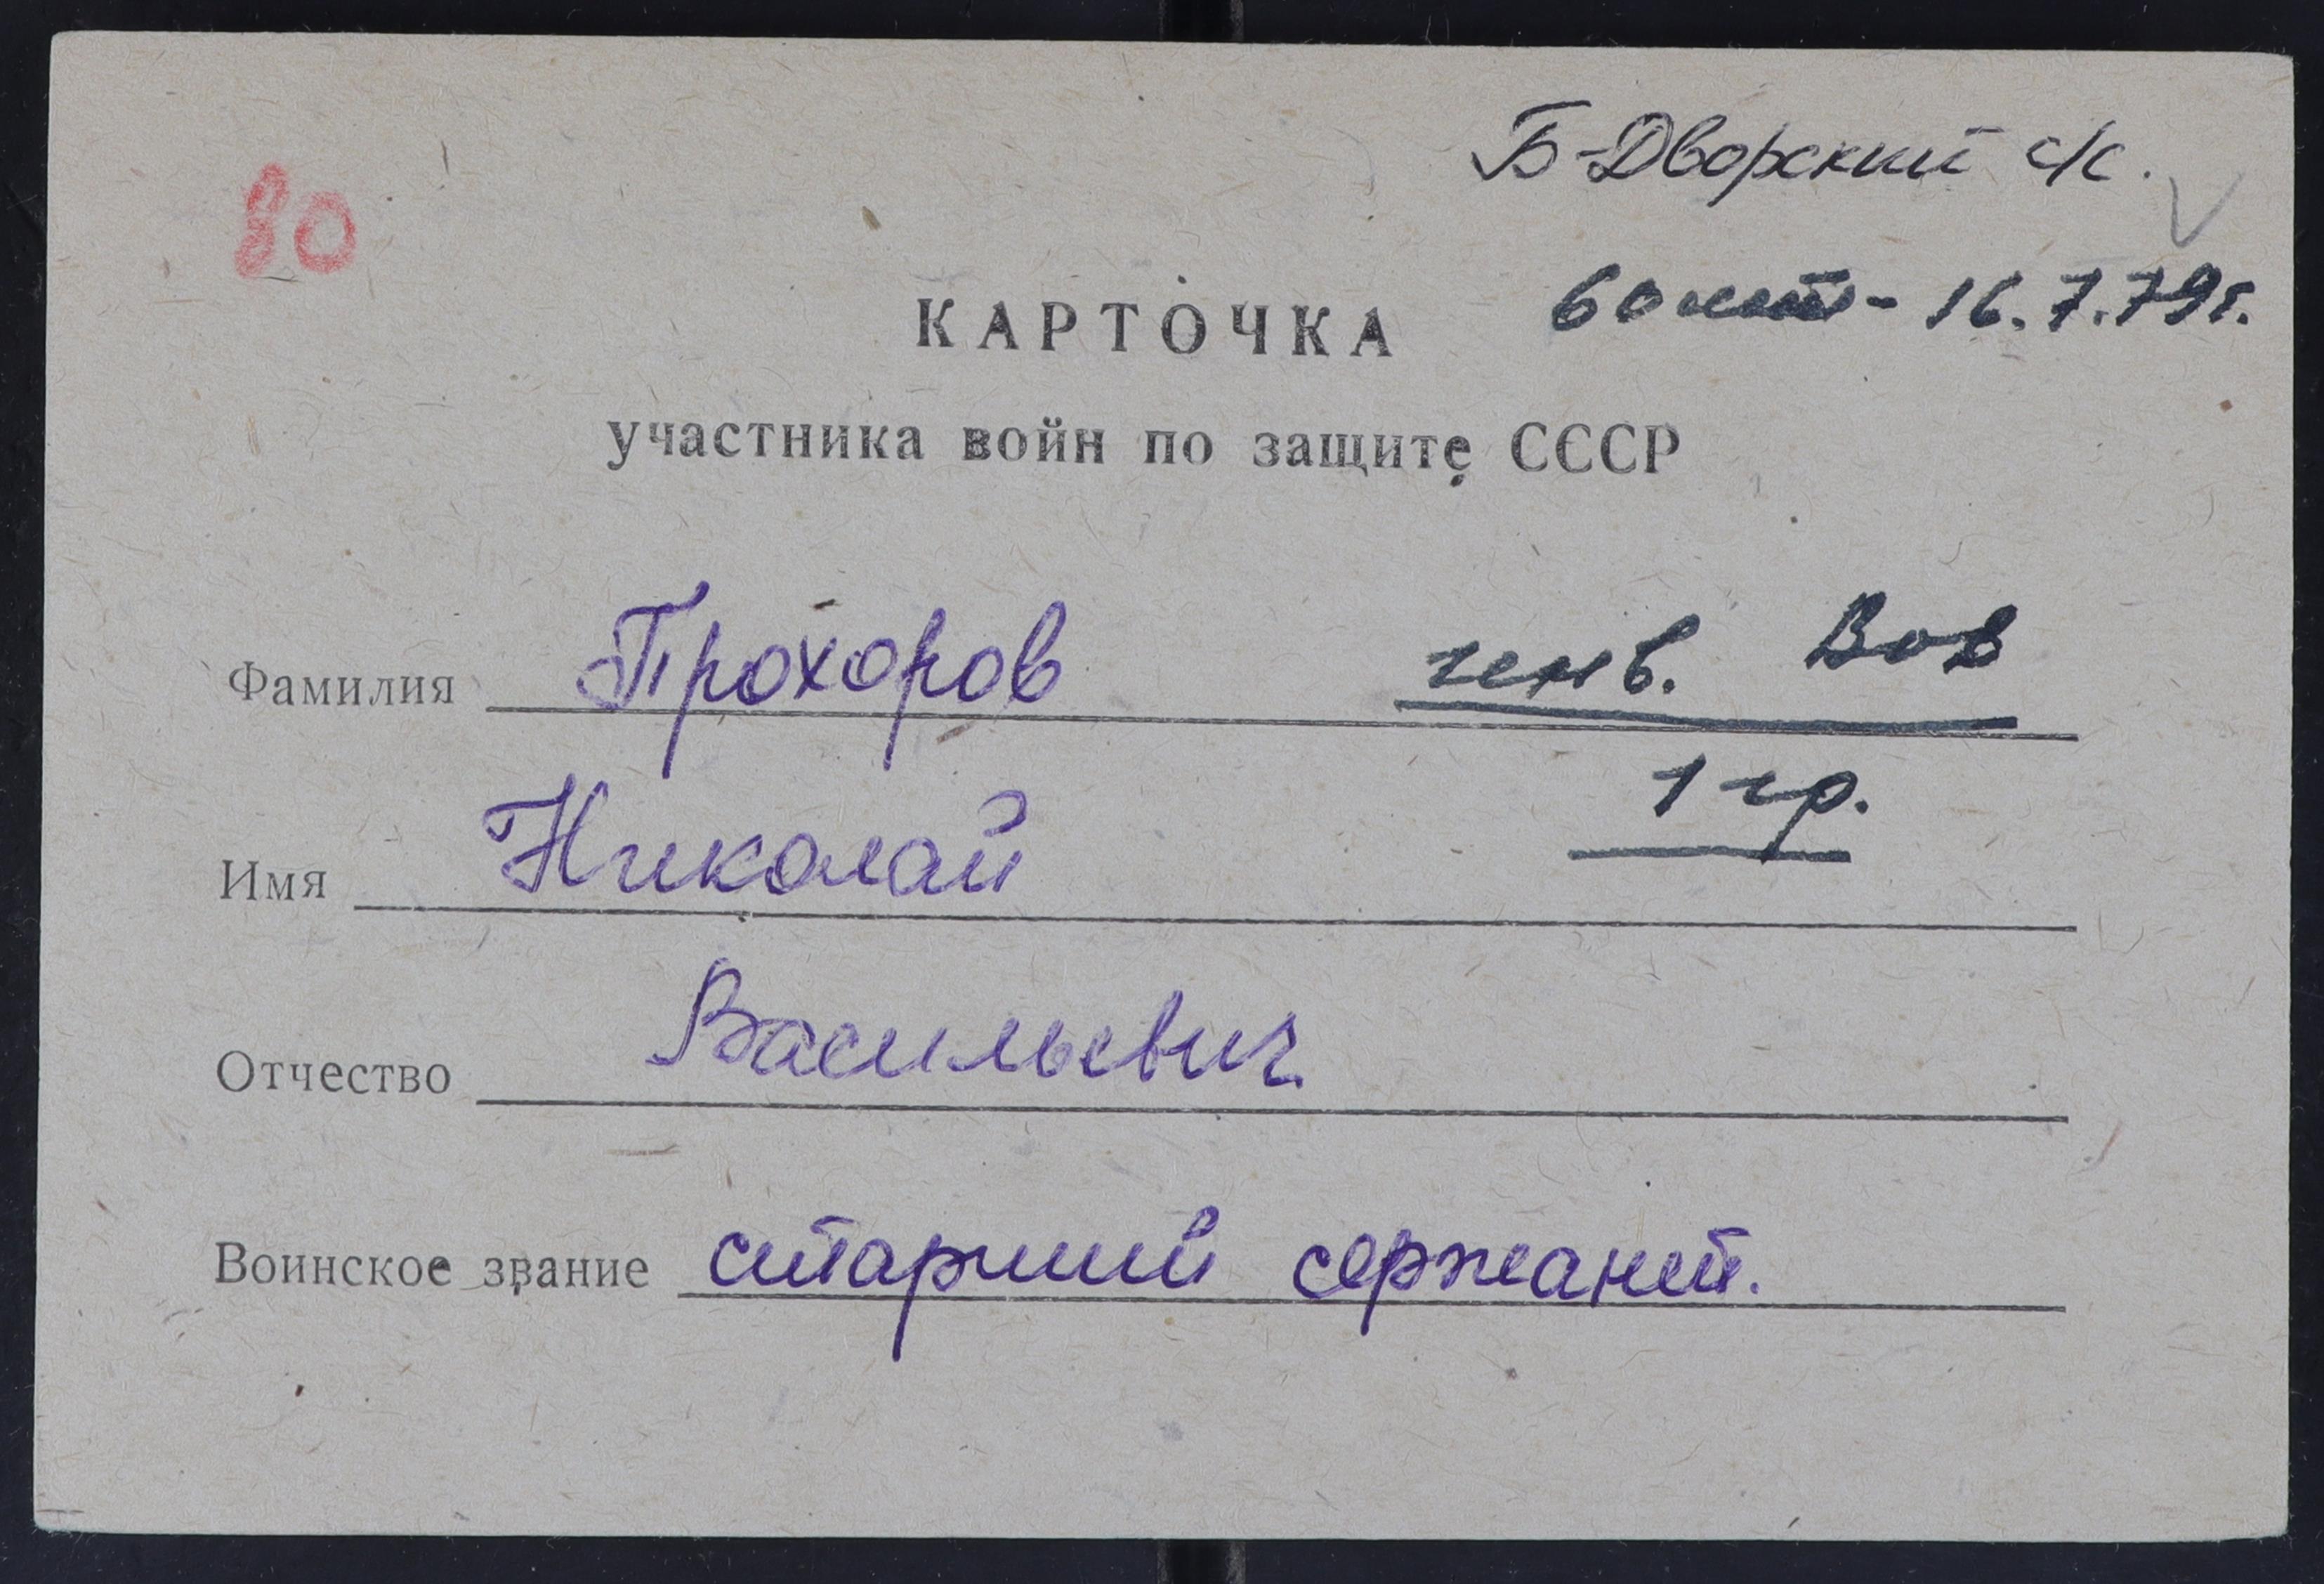 Б-Дворский с/с.
80
60 лет - 16.7.79г.
КАРТОЧКА
участника войн по защите СССР
Фамилия Прохоров инв. Вов
1 гр.
Имя Николай
Отчество Васильевич
Воинское звание старший сержант.